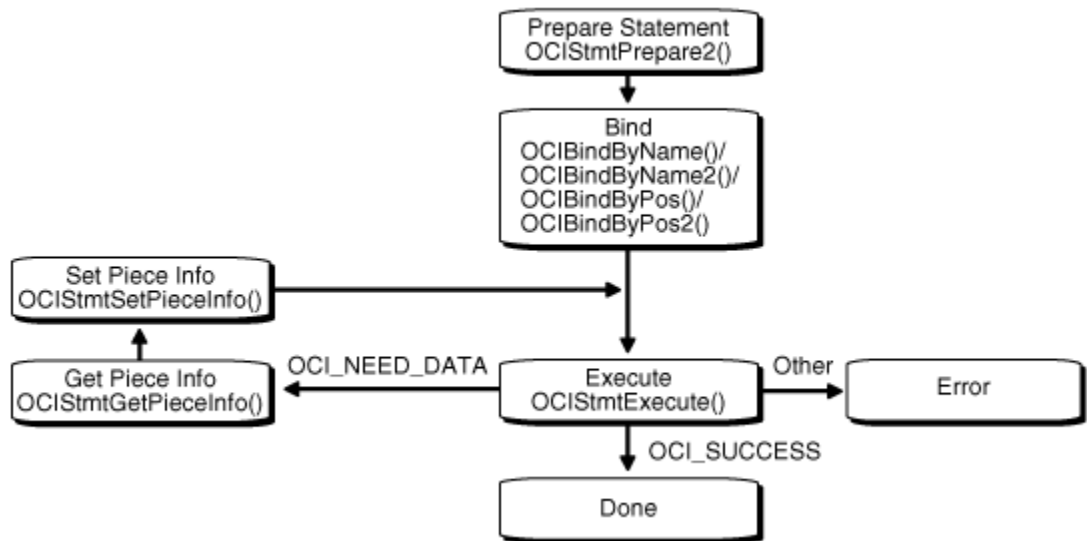 Prepare Statement
OCIStmtPrepare2()
Bind
OCIBindByName()/
OCIBindByName2()/
OCIBindByPos()/
OCIBindByPos2()
Set Piece Info
OCIStmtSetPieceInfo()
Get Piece Info
OCIStmtGetPieceInfo()
OCI_NEED_DATA
Execute
OCIStmtExecute()
Other
Error
OCI_SUCCESS
Done